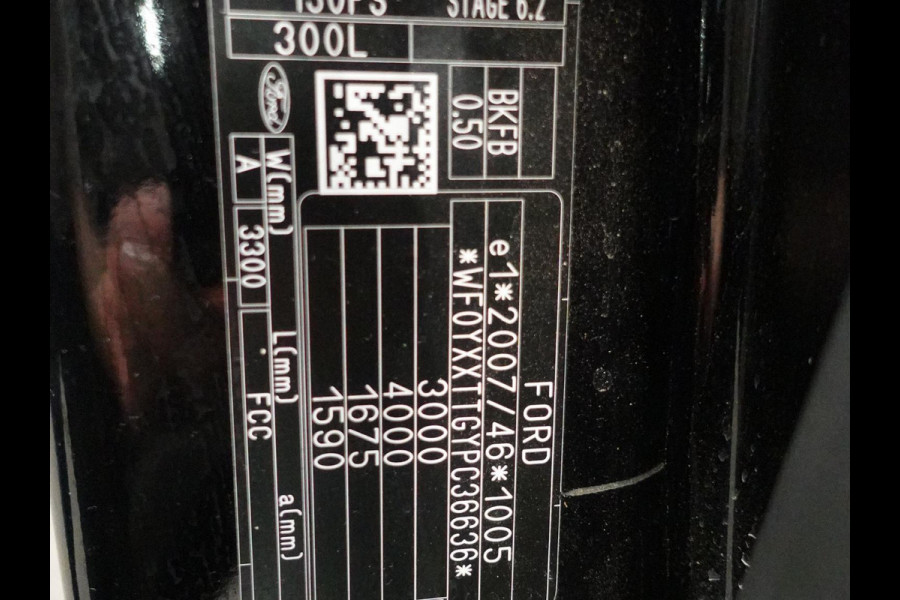 FORD
e1*2007/46*1005
*WF0YXXTTGYPC36636*
3000
4000
1675
1590
BKFB
0.50
Ford
W(mm) L(mm) a(mm)
A 3300 FCC
130PS STAGE 6.2
300L